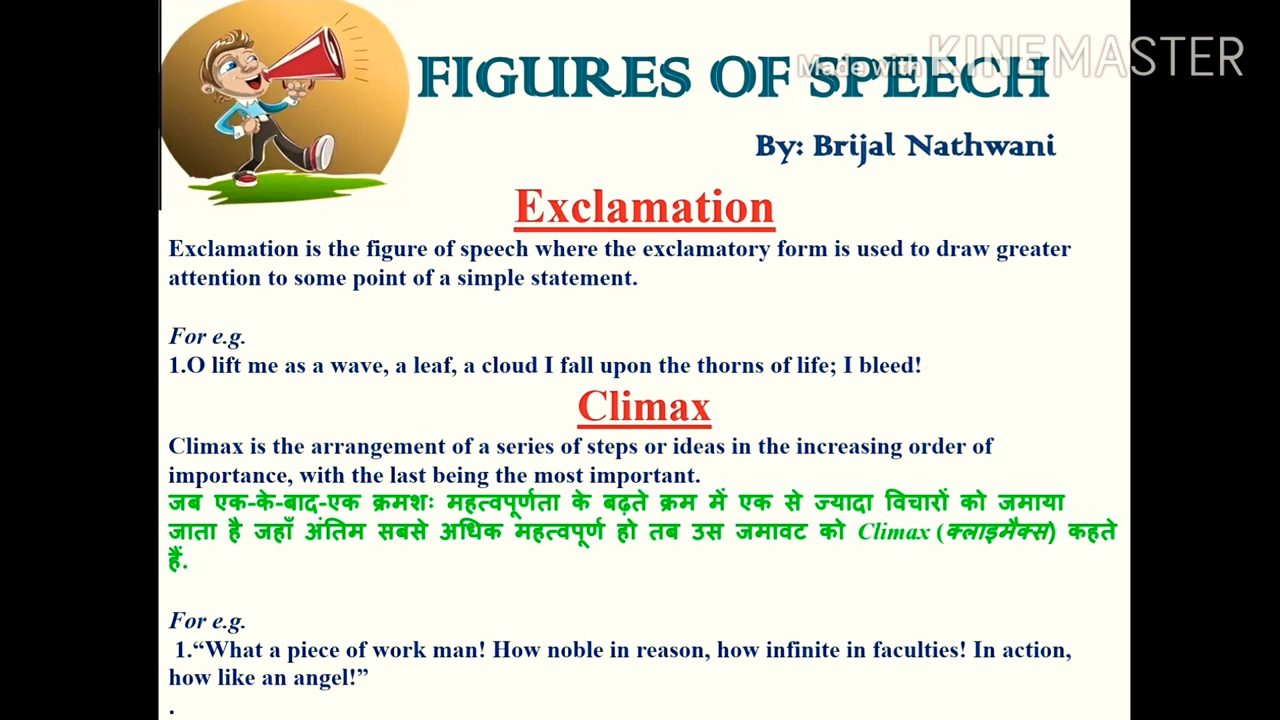 FIGURES OF SPEECH
Made with KINEMASTER
By: Brijal Nathwani
Exclamation
Exclamation is the figure of speech where the exclamatory form is used to draw greater
attention to some point of a simple statement.
For e.g.
1.O lift me as a wave, a leaf, a cloud I fall upon the thorns of life; I bleed!
Climax
Climax is the arrangement of a series of steps or ideas in the increasing order of
importance, with the last being the most important.
जब एक-के-बाद-एक क्रमशः महत्वपूर्णता के बढ़ते क्रम में एक से ज्यादा विचारों को जमाया
जाता है जहाँ अंतिम सबसे अधिक महत्वपूर्ण हो तब उस जमावट को Climax (क्लाइमैक्स) कहते
हैं.
For e.g.
1.“What a piece of work man! How noble in reason, how infinite in faculties! In action,
how like an angel!”
.